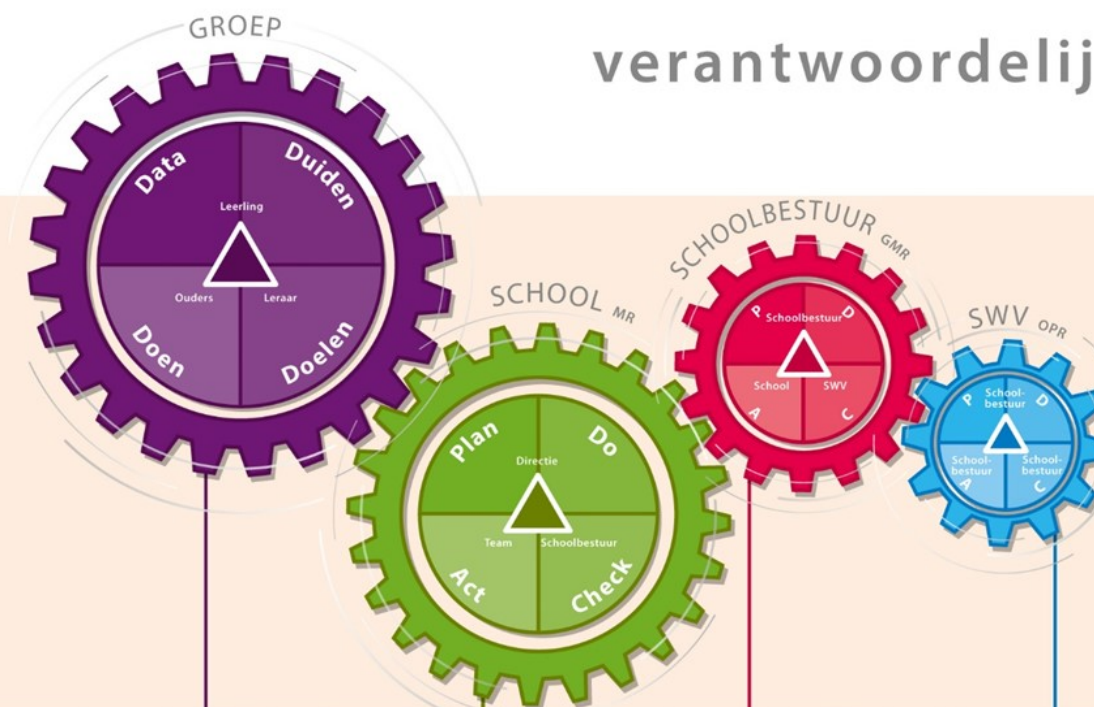 verantwoordelij
GROEP
Data
Duiden
Leerling
Ouders
Leraar
Doen
Doelen
SCHOOL MR
Plan
Do
Directie
Team
Schoolbestuur
Act
Check
SCHOOLBESTUUR GMR
P
D
Schoolbestuur
School
SWV
A
C
SWV OPR
P
D
School-
bestuur
School-
bestuur
School-
bestuur
A
C